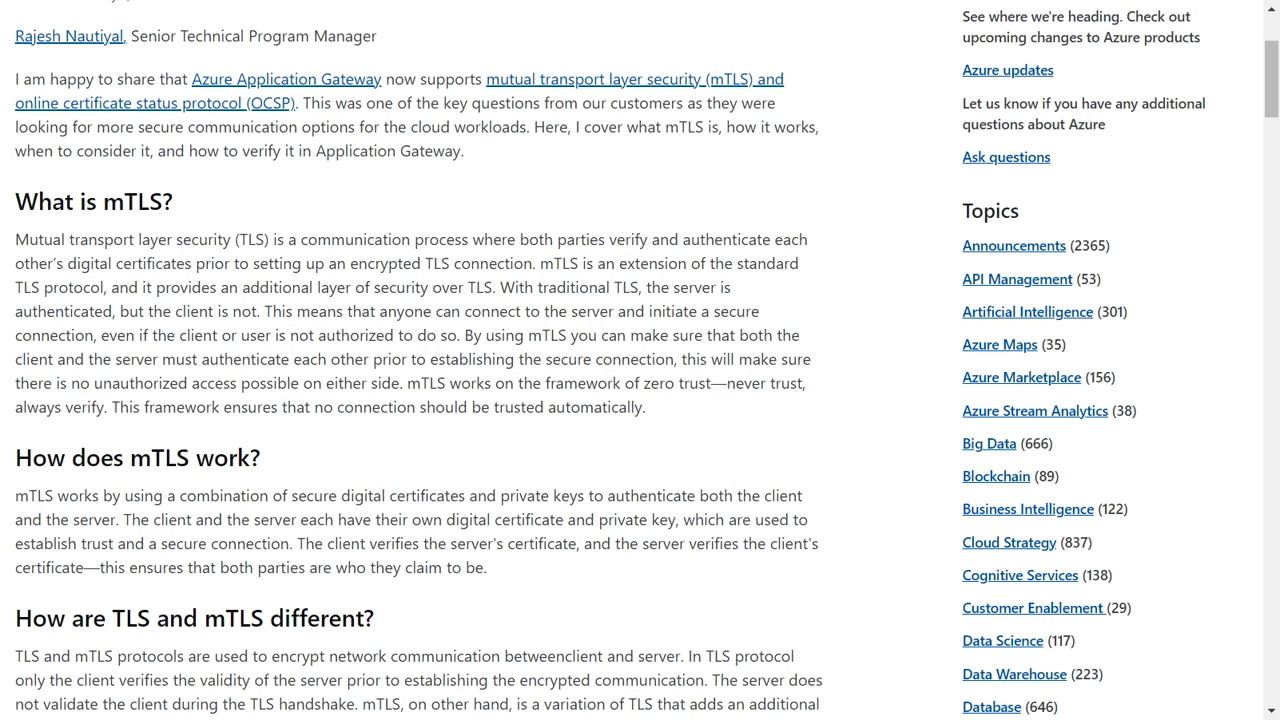 Rajesh Nautiyal, Senior Technical Program Manager
I am happy to share that Azure Application Gateway now supports mutual transport layer security (mTLS) and
online certificate status protocol (OCSP). This was one of the key questions from our customers as they were
looking for more secure communication options for the cloud workloads. Here, I cover what mTLS is, how it works,
when to consider it, and how to verify it in Application Gateway.
What is mTLS?
Mutual transport layer security (TLS) is a communication process where both parties verify and authenticate each
other’s digital certificates prior to setting up an encrypted TLS connection. mTLS is an extension of the standard
TLS protocol, and it provides an additional layer of security over TLS. With traditional TLS, the server is
authenticated, but the client is not. This means that anyone can connect to the server and initiate a secure
connection, even if the client or user is not authorized to do so. By using mTLS you can make sure that both the
client and the server must authenticate each other prior to establishing the secure connection, this will make sure
there is no unauthorized access possible on either side. mTLS works on the framework of zero trust—never trust,
always verify. This framework ensures that no connection should be trusted automatically.
How does mTLS work?
mTLS works by using a combination of secure digital certificates and private keys to authenticate both the client
and the server. The client and the server each have their own digital certificate and private key, which are used to
establish trust and a secure connection. The client verifies the server's certificate, and the server verifies the client's
certificate—this ensures that both parties are who they claim to be.
How are TLS and mTLS different?
TLS and mTLS protocols are used to encrypt network communication betweenclient and server. In TLS protocol
only the client verifies the validity of the server prior to establishing the encrypted communication. The server does
not validate the client during the TLS handshake. mTLS, on other hand, is a variation of TLS that adds an additional
See where we're heading. Check out
upcoming changes to Azure products
Azure updates
Let us know if you have any additional
questions about Azure
Ask questions
Topics
Announcements (2365)
API Management (53)
Artificial Intelligence (301)
Azure Maps (35)
Azure Marketplace (156)
Azure Stream Analytics (38)
Big Data (666)
Blockchain (89)
Business Intelligence (122)
Cloud Strategy (837)
Cognitive Services (138)
Customer Enablement (29)
Data Science (117)
Data Warehouse (223)
Database (646)